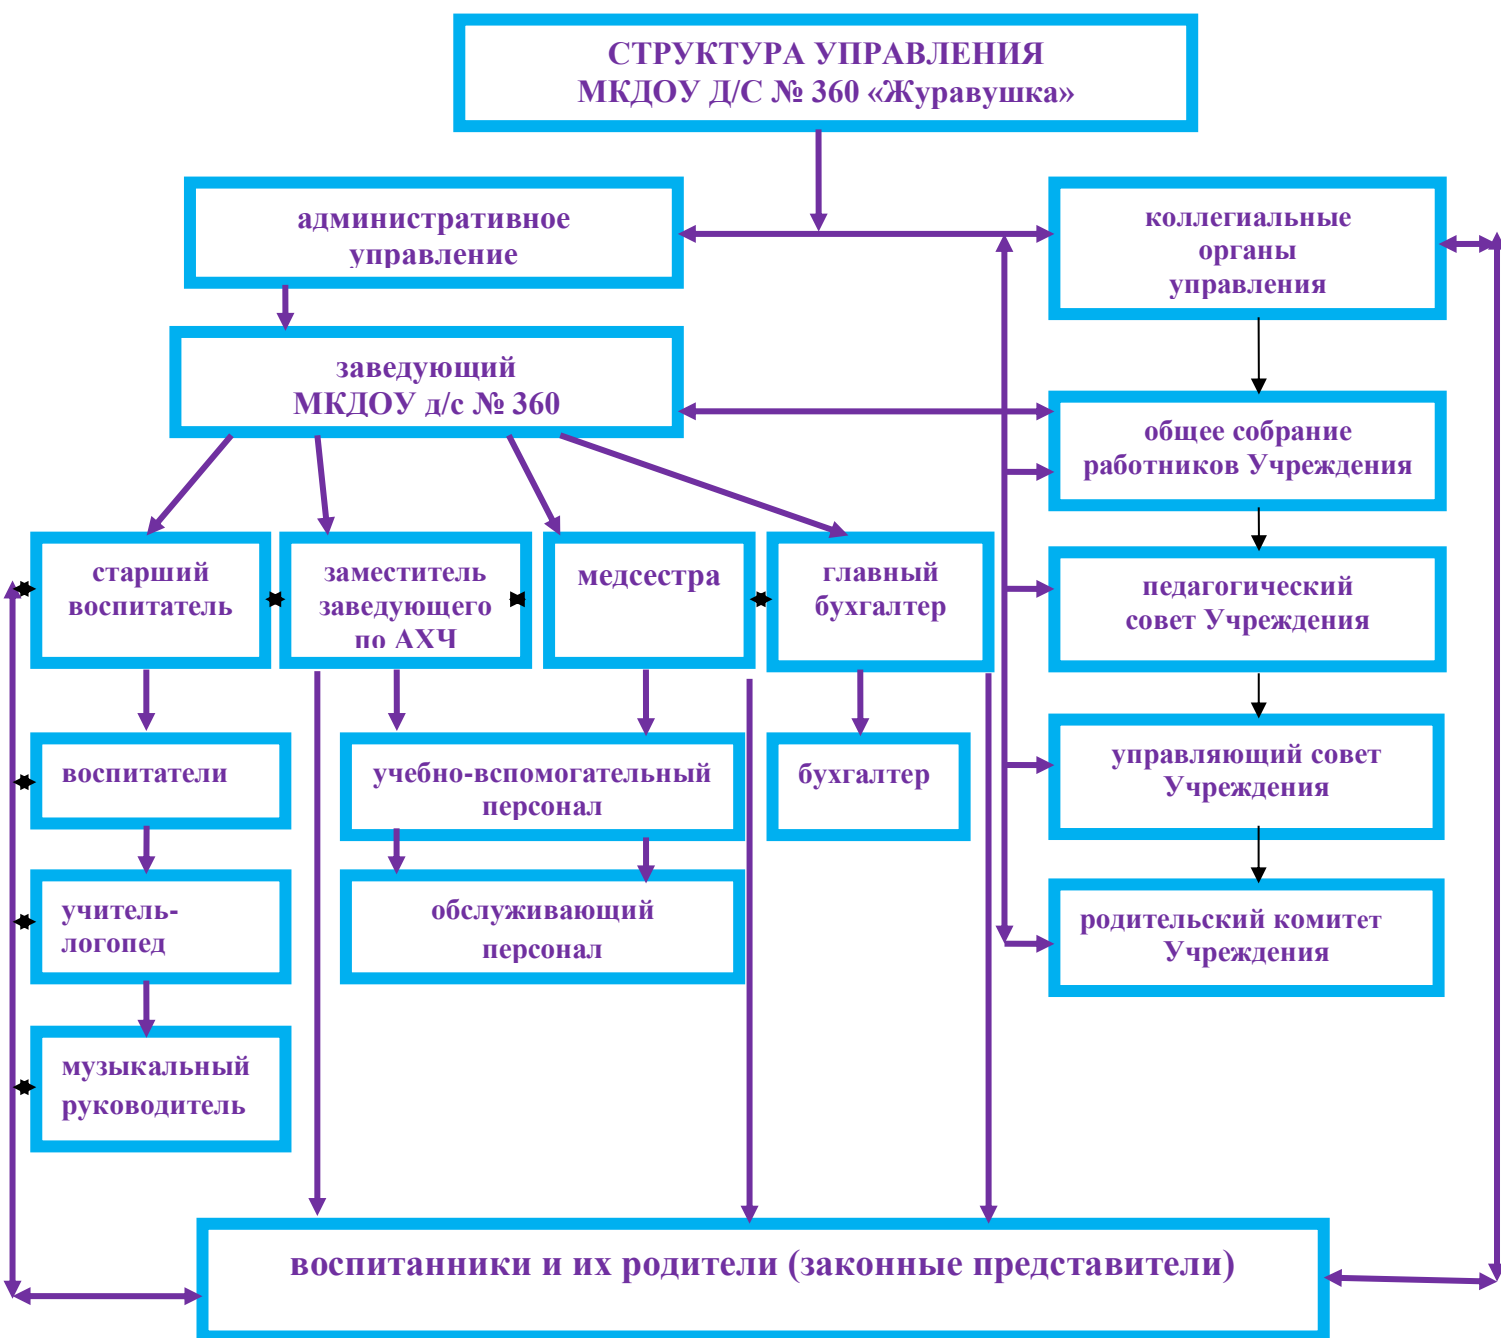 СТРУКТУРА УПРАВЛЕНИЯ
МКДОУ Д/С № 360 «Журавушка»
административное
управление
коллегиальные
органы
управления
заведующий
МКДОУ д/с № 360
общее собрание
работников Учреждения
старший
воспитатель
заместитель
заведующего
по АХЧ
медсестра
главный
бухгалтер
педагогический
совет Учреждения
воспитатели
учебно-вспомогательный
персонал
бухгалтер
управляющий совет
Учреждения
учитель-
логопед
обслуживающий
персонал
родительский комитет
Учреждения
музыкальный
руководитель
воспитанники и их родители (законные представители)